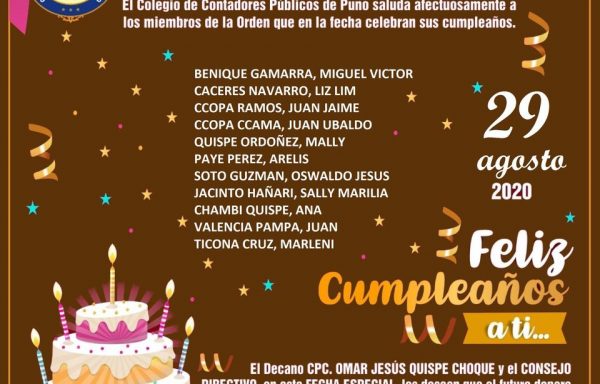 El Colegio de Contadores Públicos de Puno saluda afectuosamente a
los miembros de la Orden que en la fecha celebran sus cumpleaños.
BENIQUE GAMARRA, MIGUEL VICTOR
CACERES NAVARRO, LIZ LIM
CCOPA RAMOS, JUAN JAIME
CCOPA CCAMA, JUAN UBALDO
QUISPE ORDOÑEZ, MALLY
PAYE PEREZ, ARELIS
SOTO GUZMAN, OSWALDO JESUS
JACINTO HAÑARI, SALLY MARILIA
CHAMBI QUISPE, ANA
VALENCIA PAMPA, JUAN
TICONA CRUZ, MARLENI
29
agosto
2020
Feliz
Cumpleaños
a ti...
El Decano CPC. OMAR JESÚS QUISPE CHOQUE y el CONSEJO
DIRECTIVO, en esta FECHA ESPECIAL, les desean que el futuro depare